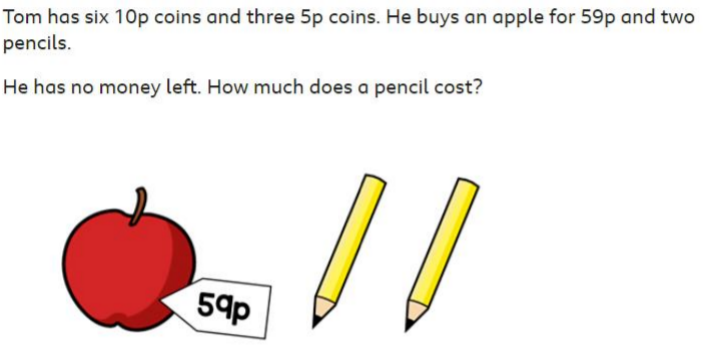 Tom has six 10p coins and three 5p coins. He buys an apple for 59p and two
pencils.
He has no money left. How much does a pencil cost?
59p